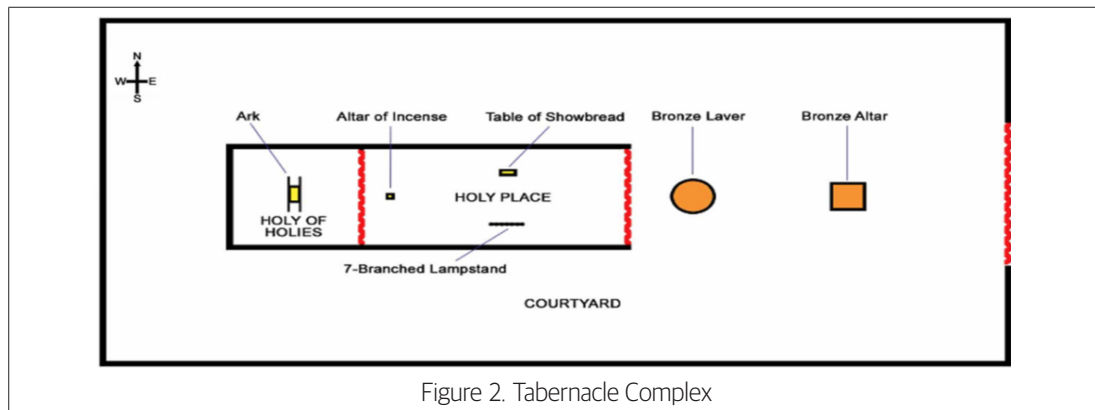 N
W E
S
Ark
Altar of Incense
Table of Showbread
Bronze Laver
Bronze Altar
HOLY PLACE
HOLY OF
HOLIES
7-Branched Lampstand
COURTYARD
Figure 2. Tabernacle Complex